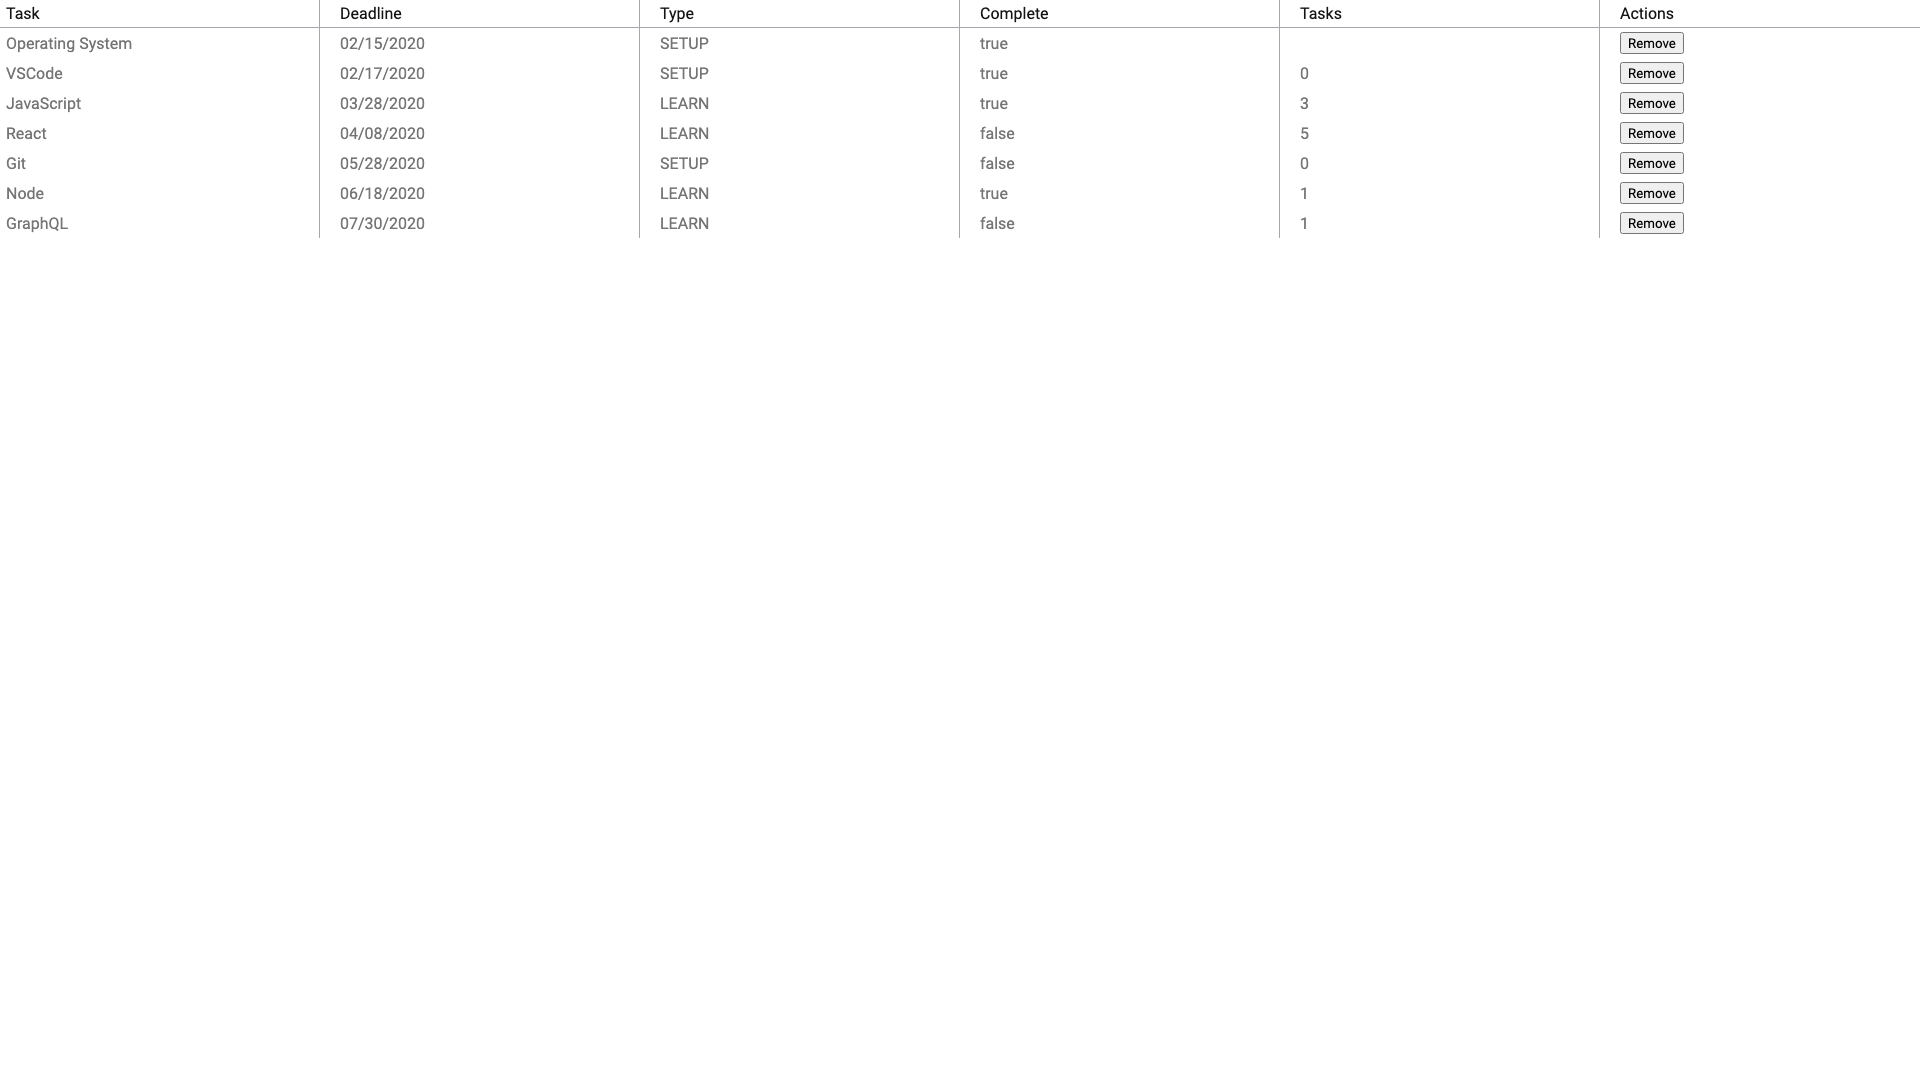 Task Deadline Type Complete Tasks Actions
Operating System 02/15/2020 SETUP true Remove
VSCode 02/17/2020 SETUP true 0 Remove
JavaScript 03/28/2020 LEARN true 3 Remove
React 04/08/2020 LEARN false 5 Remove
Git 05/28/2020 SETUP false 0 Remove
Node 06/18/2020 LEARN true 1 Remove
GraphQL 07/30/2020 LEARN false 1 Remove